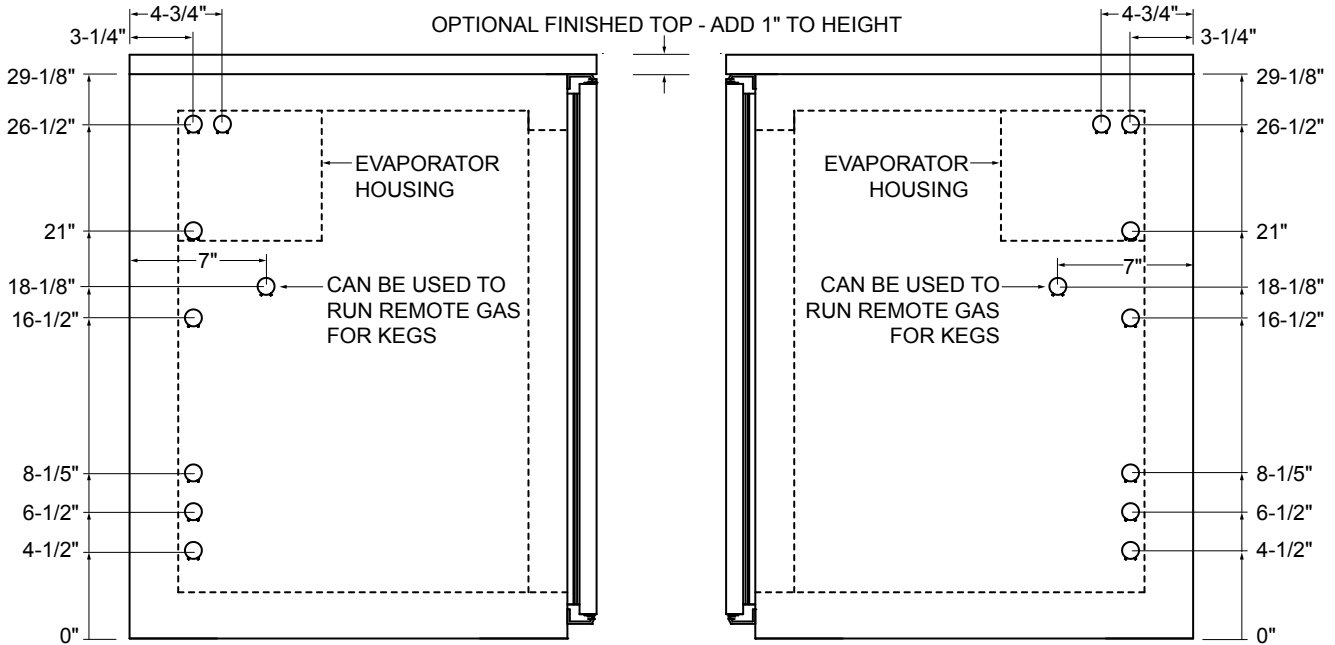 4-3/4"
OPTIONAL FINISHED TOP - ADD 1" TO HEIGHT
4-3/4"
3-1/4"
3-1/4"
29-1/8"
26-1/2"
EVAPORATOR
HOUSING
21"
7"
18-1/8"
CAN BE USED TO
RUN REMOTE GAS
FOR KEGS
16-1/2"
8-1/5"
6-1/2"
4-1/2"
0"
29-1/8"
26-1/2"
EVAPORATOR
HOUSING
21"
7"
18-1/8"
CAN BE USED TO
RUN REMOTE GAS
FOR KEGS
16-1/2"
8-1/5"
6-1/2"
4-1/2"
0"